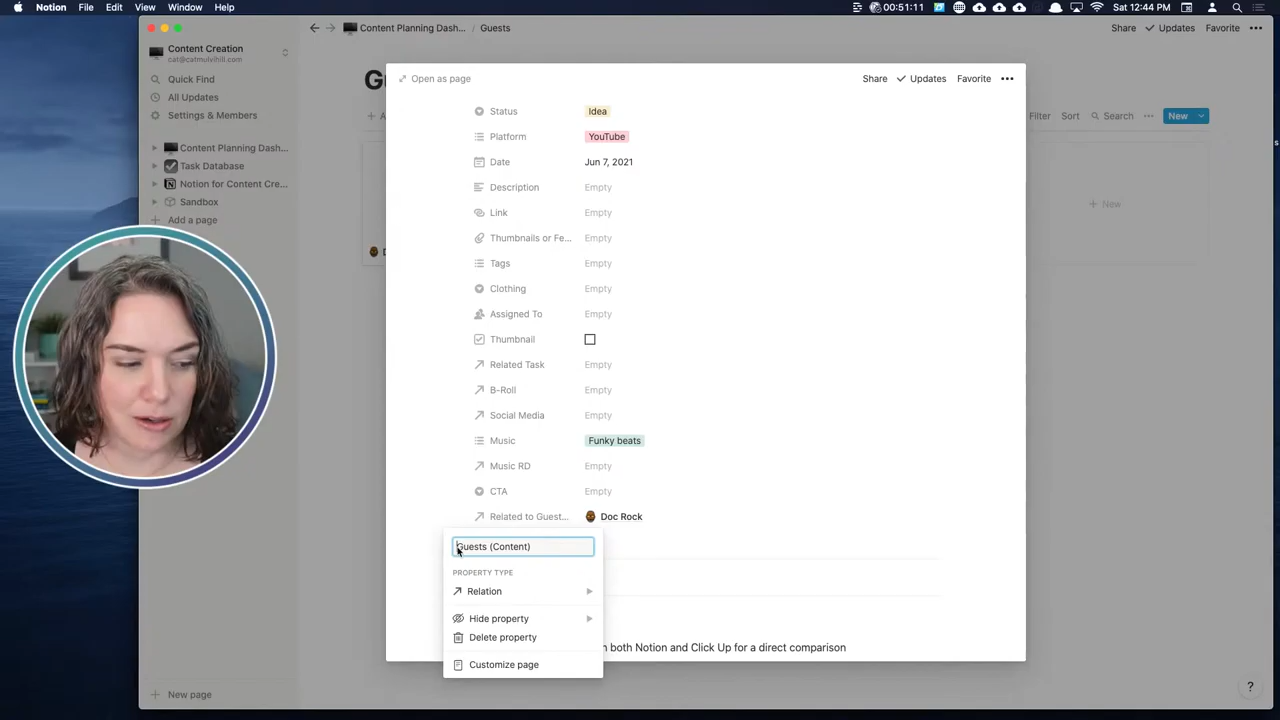 Notion File Edit View Window Help
00:51:11
Sat 12:44 PM
Content Creation
cat@catmulvihill.com
Quick Find
All Updates
Settings & Members
Content Planning Dash...
Task Database
Notion for Content Cre...
Sandbox
Add a page
New page
Content Planning Dash... / Guests
Share Updates Favorite
Filter Sort Search New
+ New
Open as page
Share Updates Favorite
Status Idea
Platform YouTube
Date Jun 7, 2021
Description Empty
Link Empty
Thumbnails or Fe... Empty
Tags Empty
Clothing Empty
Assigned To Empty
Thumbnail
Related Task Empty
B-Roll Empty
Social Media Empty
Music Funky beats
Music RD Empty
CTA Empty
Related to Guest... Doc Rock
Guests (Content)
PROPERTY TYPE
Relation
Hide property
Delete property
Customize page
both Notion and Click Up for a direct comparison
?